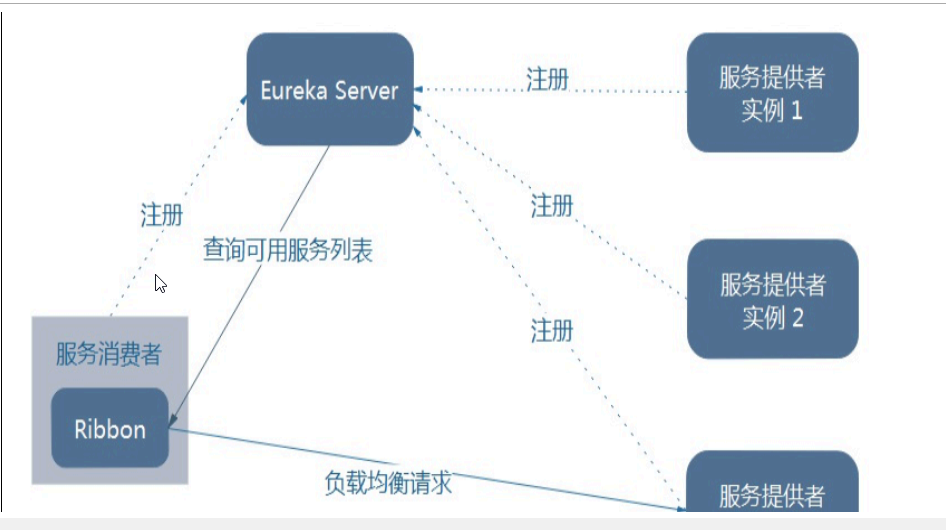 Eureka Server
注册
服务提供者
实例 1
注册
注册
查询可用服务列表
服务提供者
实例 2
注册
服务消费者
Ribbon
负载均衡请求
服务提供者